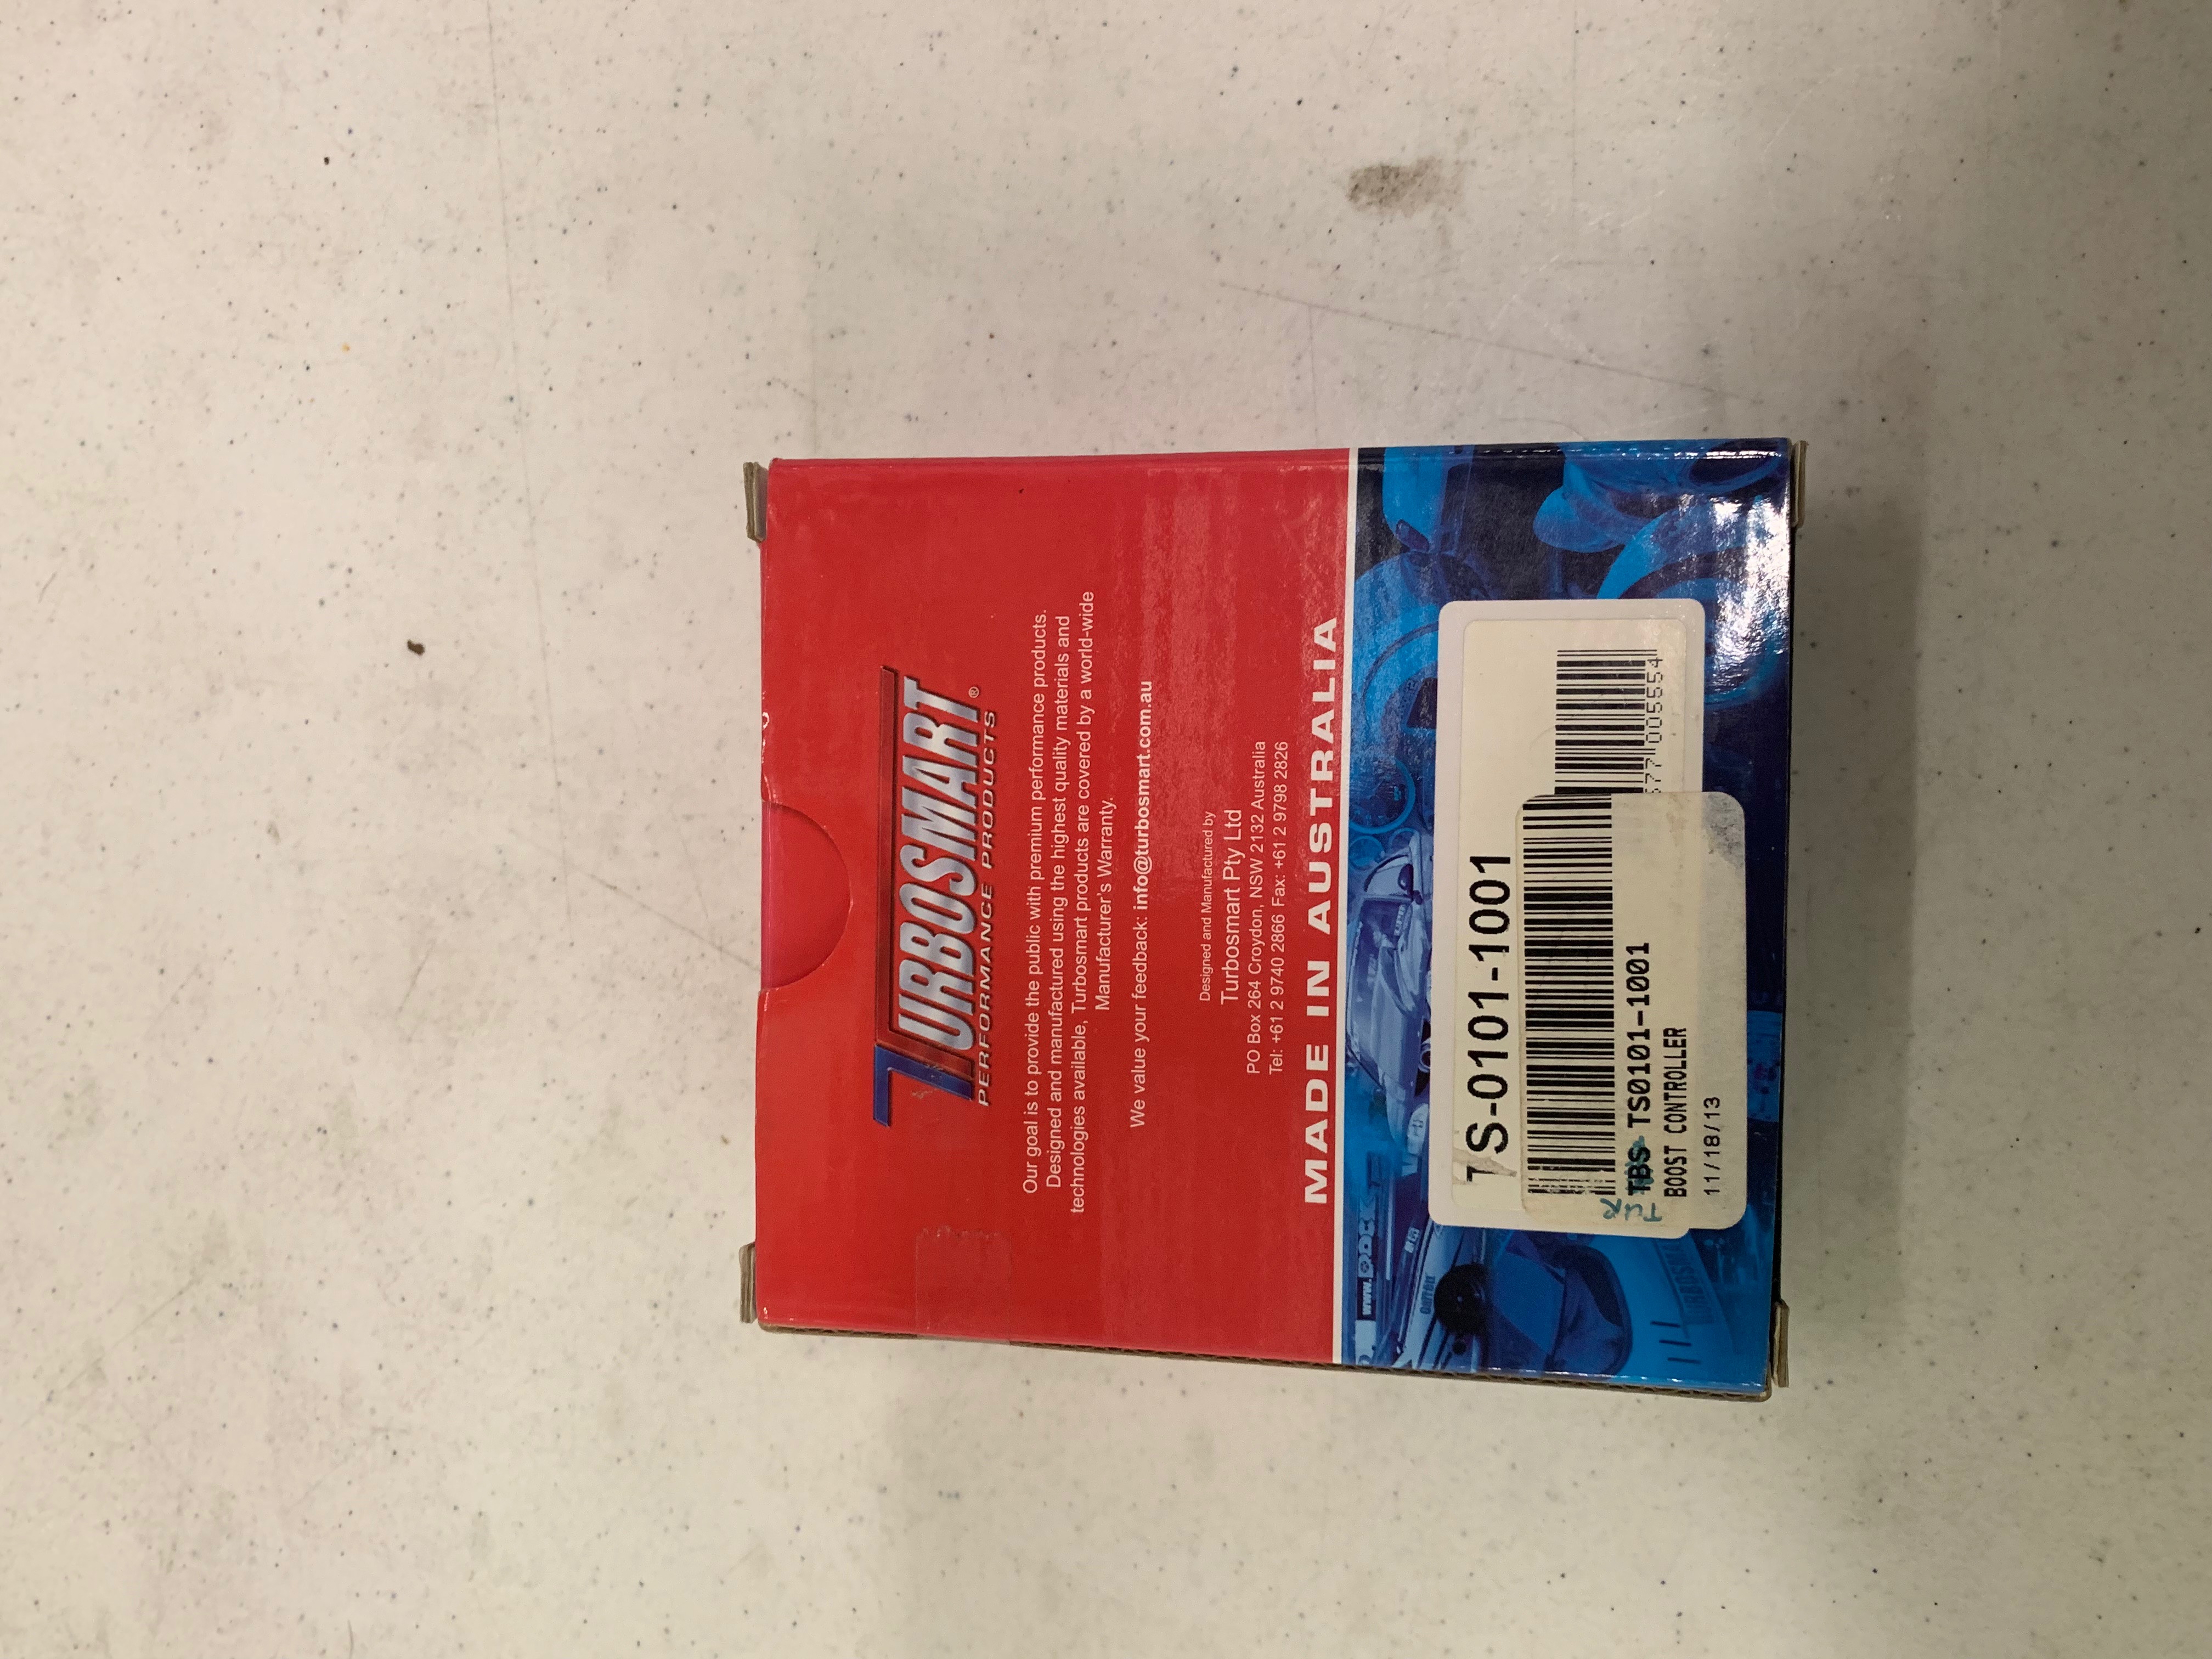 TURBOSMART®
PERFORMANCE PRODUCTS
Our goal is to provide the public with premium performance products.
Designed and manufactured using the highest quality materials and
technologies available, Turbosmart products are covered by a world-wide
Manufacturer's Warranty.
We value your feedback: info@turbosmart.com.au
Designed and Manufactured by
Turbosmart Pty Ltd
PO Box 264 Croydon, NSW 2132 Australia
Tel: +61 2 9740 2866 Fax: +61 2 9798 2826
MADE IN AUSTRALIA
www.
TS-0101-1001
77 005554
TBS TS0101-1001
TUR
BOOST CONTROLLER
11/18/13